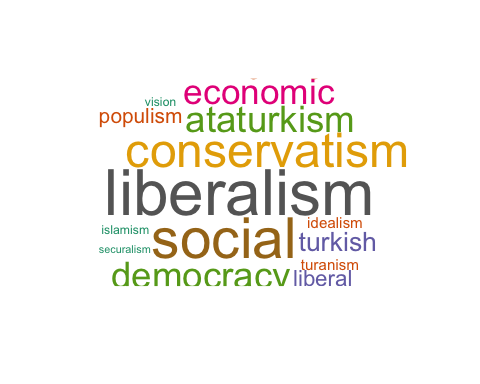 economic
vision
populism
ataturkism
conservatism
liberalism
islamism
social
idealism
turkish
securalism
turanism
democracy
liberal